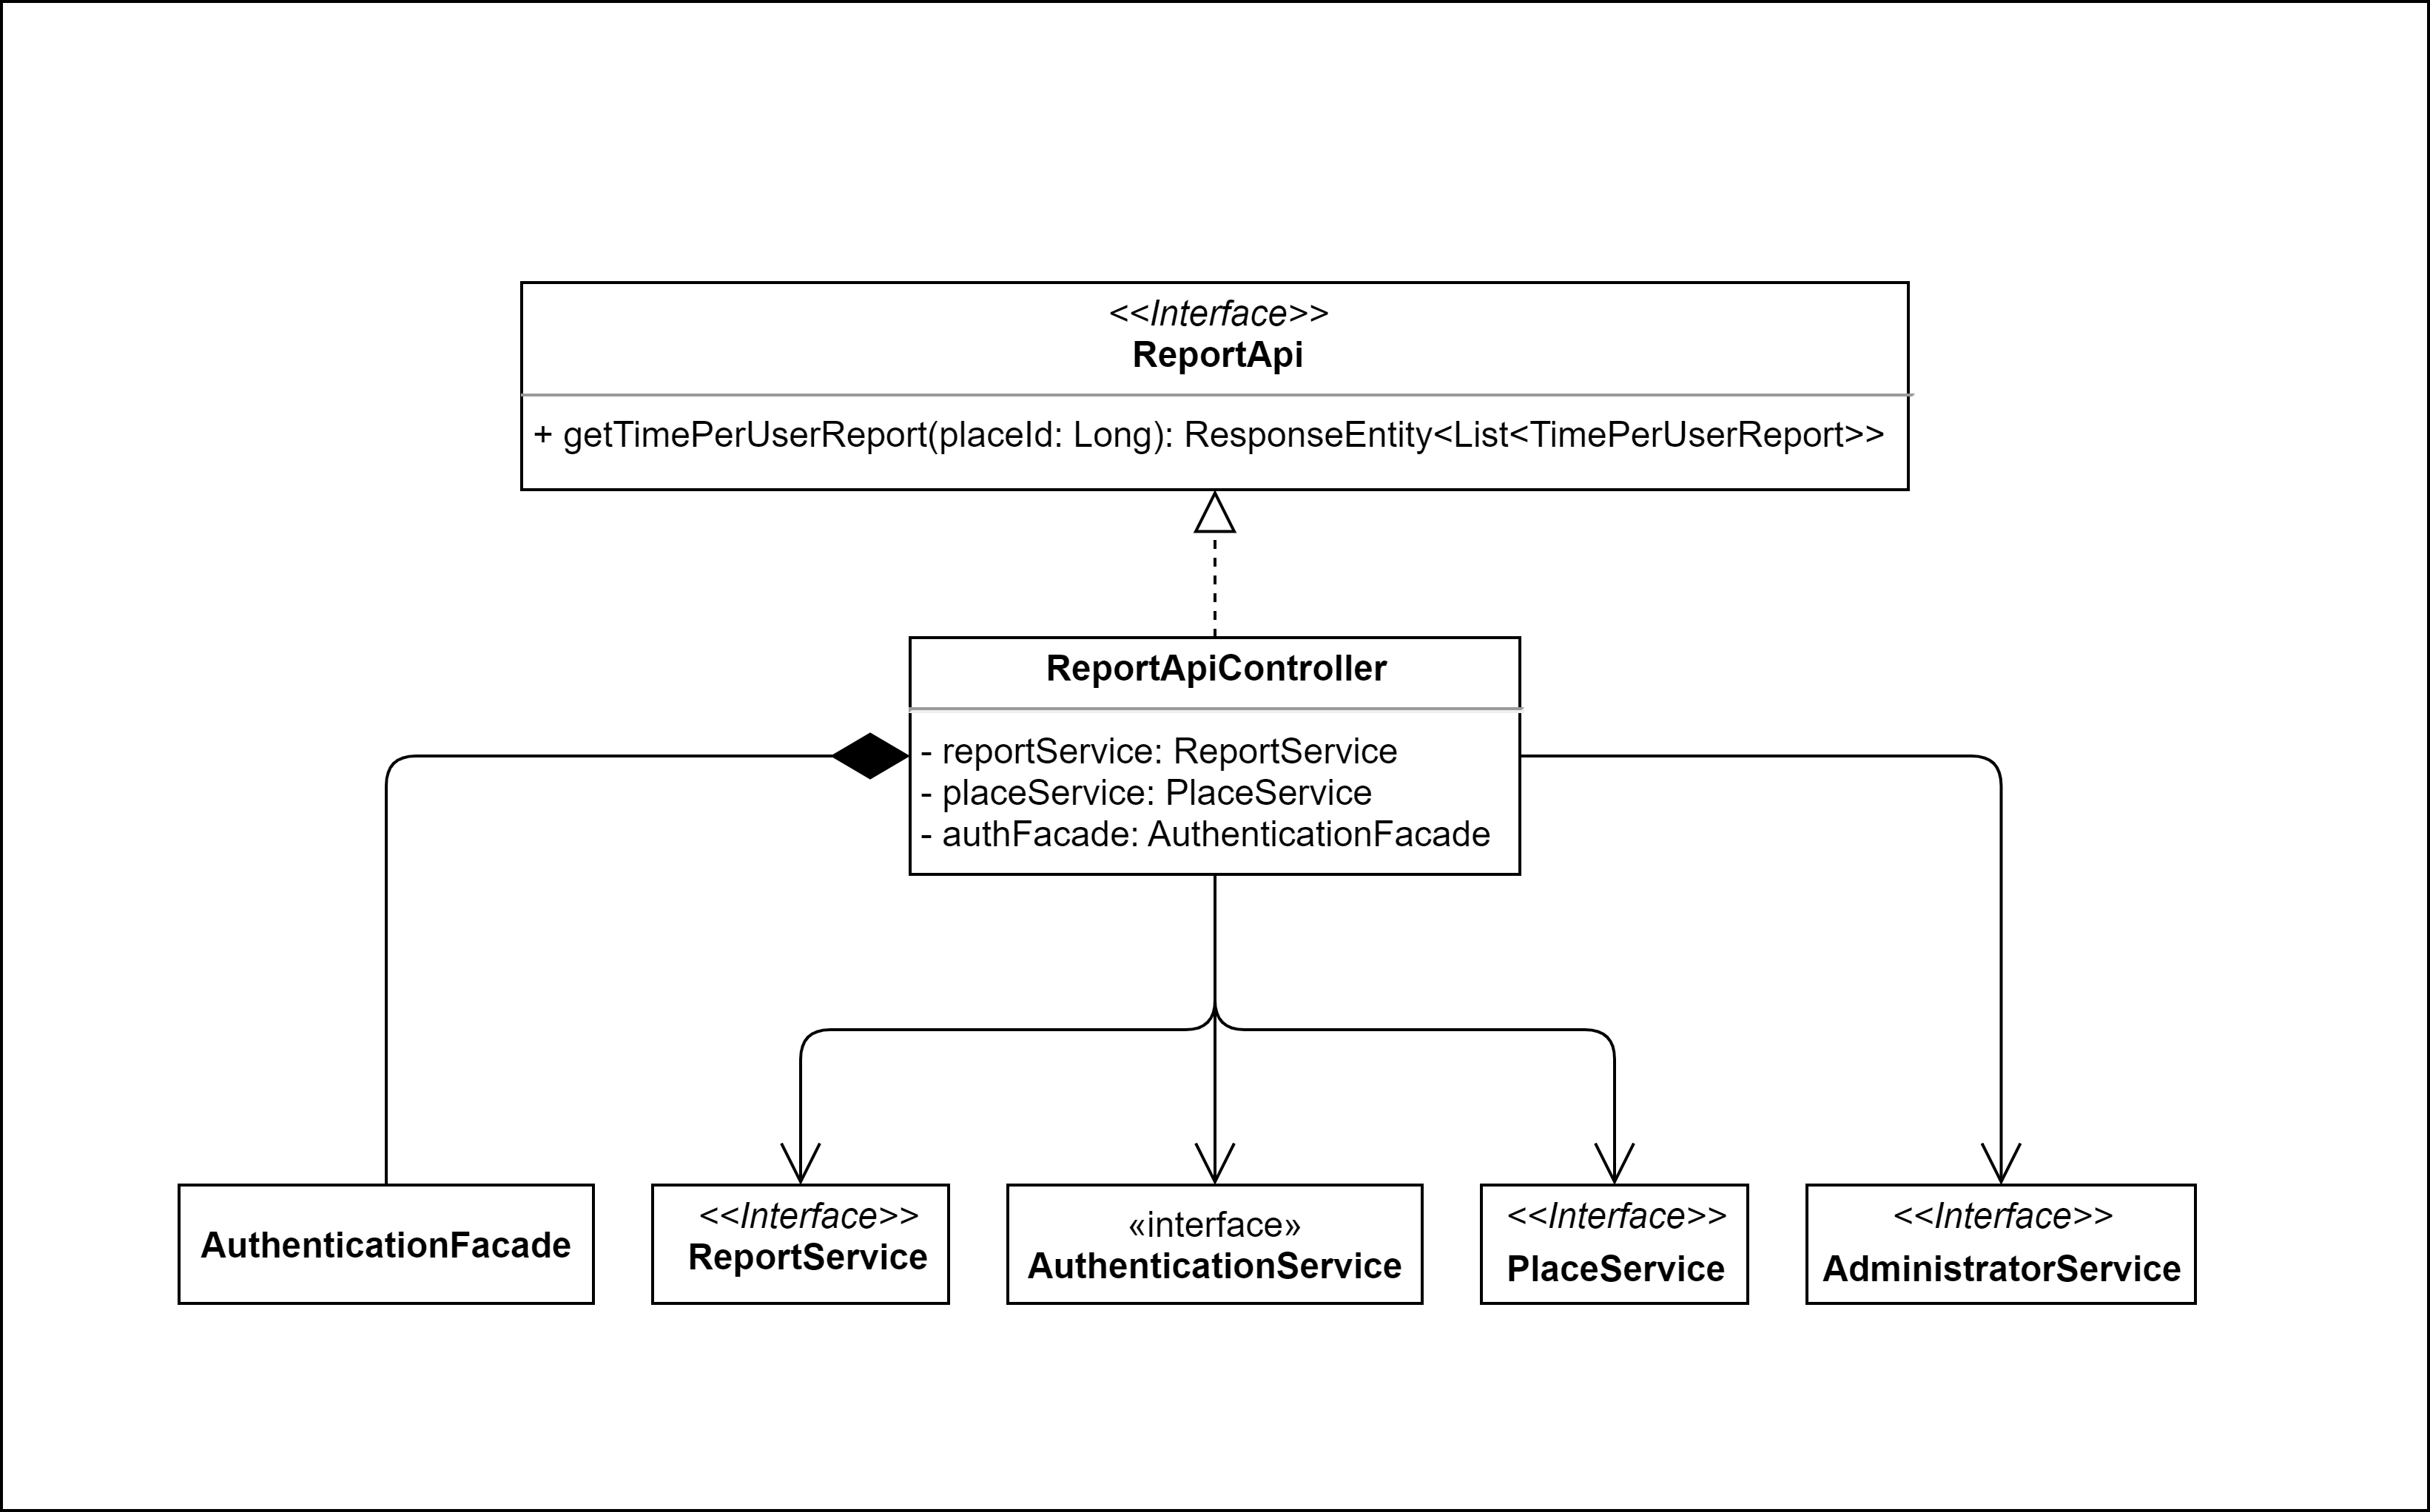 <<Interface>>
ReportApi
+ getTimePerUserReport(placeId: Long): ResponseEntity<List<TimePerUserReport>>
ReportApiController
- reportService: ReportService
- placeService: PlaceService
- authFacade: AuthenticationFacade
AuthenticationFacade
<<Interface>>
ReportService
«interface»
AuthenticationService
<<Interface>>
PlaceService
<<Interface>>
AdministratorService